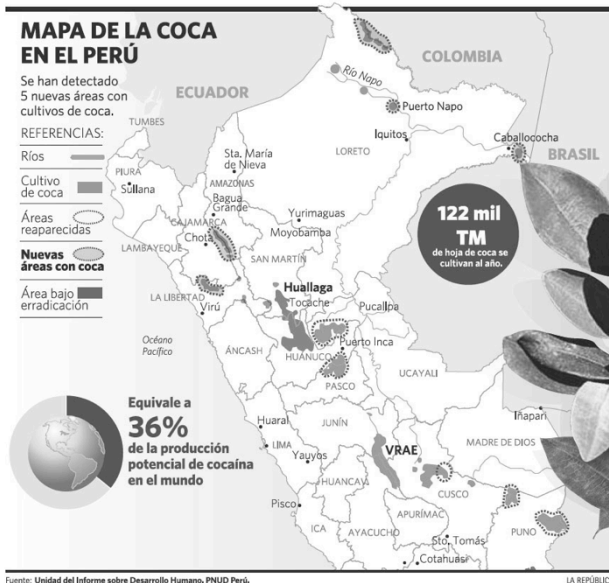 MAPA DE LA COCA
EN EL PERÚ
Se han detectado
5 nuevas áreas con
cultivos de coca.
REFERENCIAS:
Ríos
Cultivo
de coca
Áreas
reaparecidas
Nuevas
áreas con coca
Área bajo
erradicación
ECUADOR
COLOMBIA
BRASIL
Río Napo
Puerto Napo
Iquitos
Caballococha
LORETO
TUMBES
PIURA
Sullana
Sta. María
de Nieva
AMAZONAS
Bagua
Grande
CAJAMARCA
Chota
LAMBAYEQUE
Yurimaguas
Moyobamba
SAN MARTÍN
LA LIBERTAD
Virú
Huallaga
Tocache
Pucallpa
Océano
Pacífico
ÁNCASH
HUÁNUCO
Puerto Inca
PASCO
UCAYALI
122 mil
TM
de hoja de coca se
cultivan al año.
Equivale a
36%
de la producción
potencial de cocaína
en el mundo
Huaral
LIMA
Yauyos
JUNÍN
VRAE
Iñapari
MADRE DE DIOS
HUANCAV.
CUSCO
Pisco
ICA
AYACUCHO
APURÍMAC
Sto. Tomás
Cotahuasi
PUNO
Fuente: Unidad del Informe sobre Desarrollo Humano. PNUD Perú.